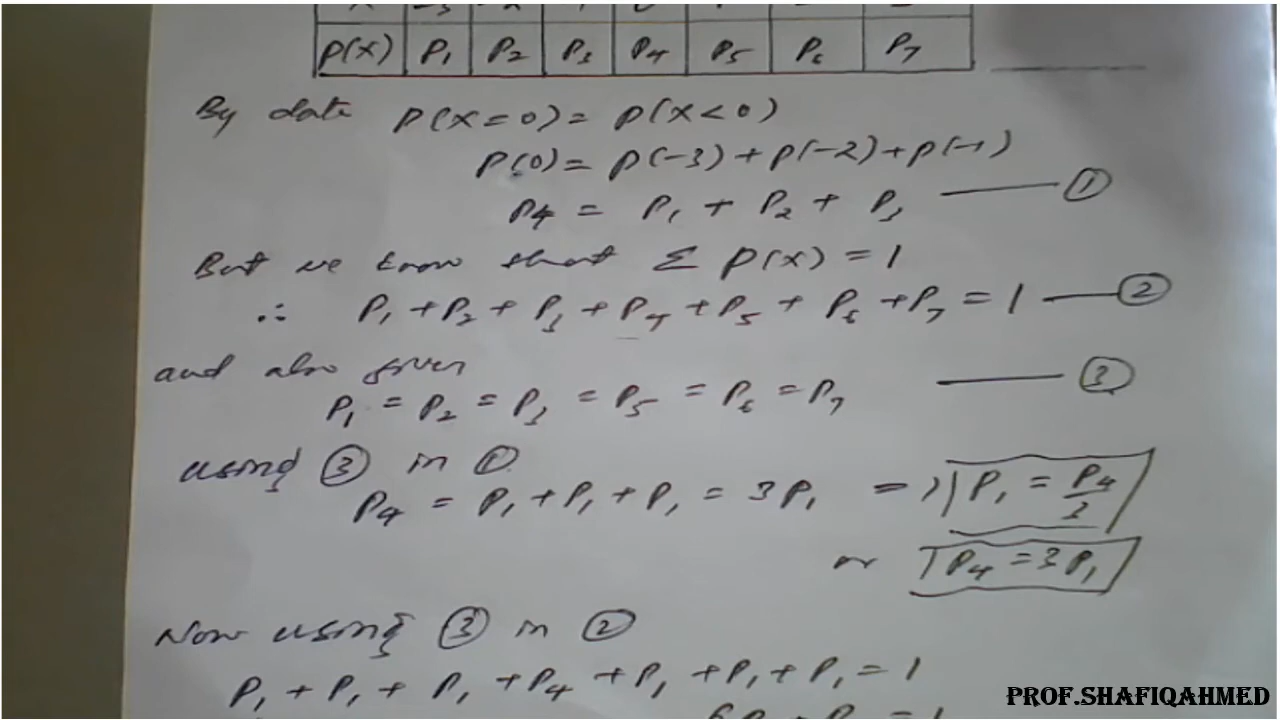 P(X) P1 P2 P3 P4 P5 P6 P7
By data P(X=0) = P(X<0)
P(0) = P(-3) + P(-2) + P(-1)
P4 = P1 + P2 + P3 ——— ①
But we know that Σ P(X) = 1
∴ P1 + P2 + P3 + P4 + P5 + P6 + P7 = 1 —— ②
and also given
P1 = P2 = P3 = P5 = P6 = P7 ——— ③
using ③ in ①
P4 = P1 + P1 + P1 = 3P1 => P1 = P4/3
or P4 = 3P1
Now using ③ in ②
P1 + P1 + P1 + P4 + P1 + P1 + P1 = 1
PROF.SHAFIQAHMED